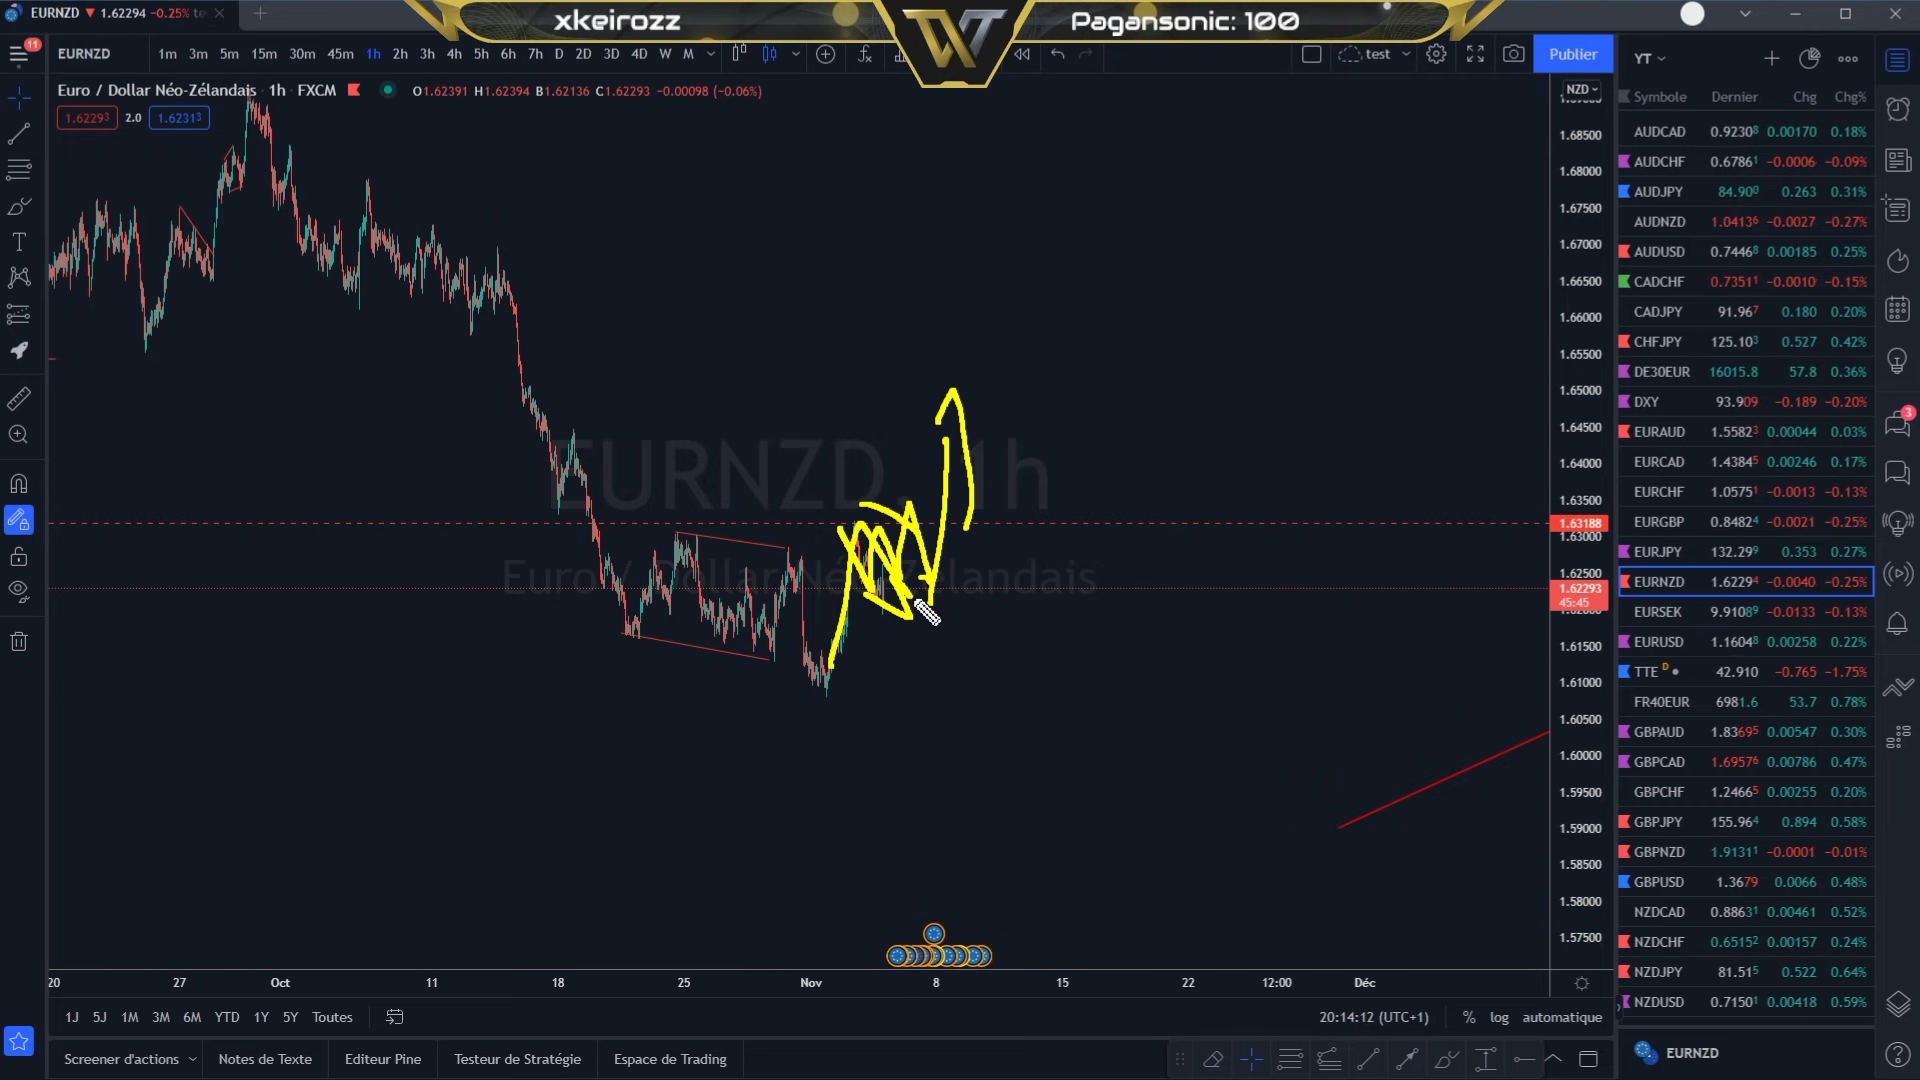 EURNZD ▼ 1.62294 −0.25% te
xkeirozz
Pagansonic: 100
11
EURNZD 1m 3m 5m 15m 30m 45m 1h 2h 3h 4h 5h 6h 7h D 2D 3D 4D W M
test
Publier
YT
Euro / Dollar Néo-Zélandais 1h FXCM O1.62391 H1.62394 B1.62136 C1.62293 −0.00098 (−0.06%)
1.62293 2.0 1.62313
NZD
Symbole Dernier Chg Chg%
AUDCAD 0.92308 0.00170 0.18%
AUDCHF 0.67861 −0.0006 −0.09%
AUDJPY 84.900 0.263 0.31%
AUDNZD 1.04136 −0.0027 −0.27%
AUDUSD 0.74468 0.00185 0.25%
CADCHF 0.73511 −0.0010 −0.15%
CADJPY 91.967 0.180 0.20%
CHFJPY 125.103 0.527 0.42%
DE30EUR 16015.8 57.8 0.36%
DXY 93.909 −0.189 −0.20%
EURAUD 1.55823 0.00044 0.03%
EURCAD 1.43845 0.00246 0.17%
EURCHF 1.05751 −0.0013 −0.13%
EURGBP 0.84824 −0.0021 −0.25%
EURJPY 132.299 0.353 0.27%
EURNZD 1.62294 −0.0040 −0.25%
EURSEK 9.91089 −0.0133 −0.13%
EURUSD 1.16048 0.00258 0.22%
TTE D 42.910 −0.765 −1.75%
FR40EUR 6981.6 53.7 0.78%
GBPAUD 1.83695 0.00547 0.30%
GBPCAD 1.69576 0.00786 0.47%
GBPCHF 1.24665 0.00255 0.20%
GBPJPY 155.964 0.894 0.58%
GBPNZD 1.91311 −0.0001 −0.01%
GBPUSD 1.3679 0.0066 0.48%
NZDCAD 0.88631 0.00461 0.52%
NZDCHF 0.65152 0.00157 0.24%
NZDJPY 81.515 0.522 0.64%
NZDUSD 0.71501 0.00418 0.59%
EURNZD
3
1.68500
1.68000
1.67500
1.67000
1.66500
1.66000
1.65500
1.65000
1.64500
1.64000
1.63500
1.63188
1.63000
1.62500
1.62293
45:45
1.61500
1.61000
1.60500
1.60000
1.59500
1.59000
1.58500
1.58000
1.57500
EURNZD, 1h
Euro / Dollar Néo-Zélandais
20 27 Oct 11 18 25 Nov 8 15 22 12:00 Déc
1J 5J 1M 3M 6M YTD 1Y 5Y Toutes
20:14:12 (UTC+1) % log automatique
Screener d'actions Notes de Texte Editeur Pine Testeur de Stratégie Espace de Trading